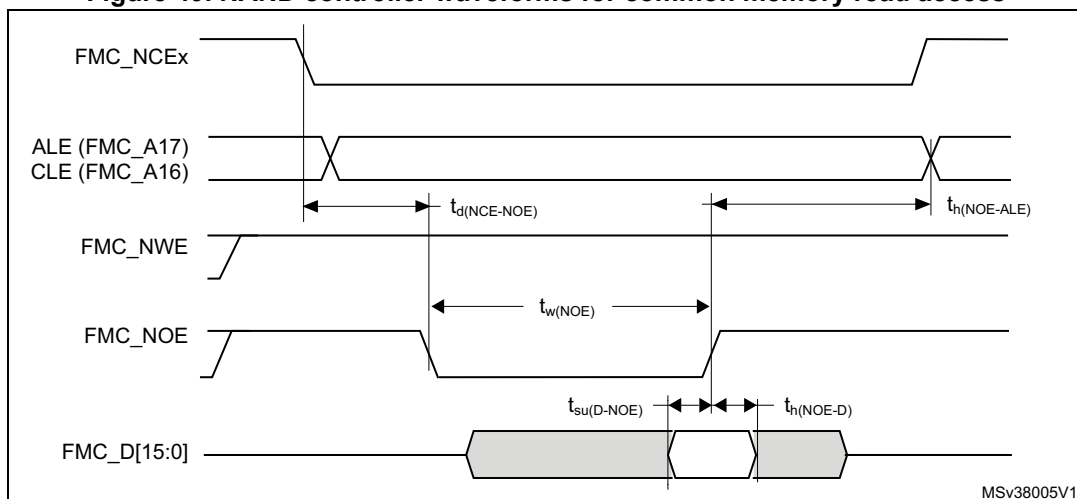 Figure 49. NAND controller waveforms for common memory read access
FMC_NCEx
ALE (FMC_A17)
CLE (FMC_A16)
td(NCE-NOE)
th(NOE-ALE)
FMC_NWE
tw(NOE)
FMC_NOE
tsu(D-NOE)
th(NOE-D)
FMC_D[15:0]
MSv38005V1